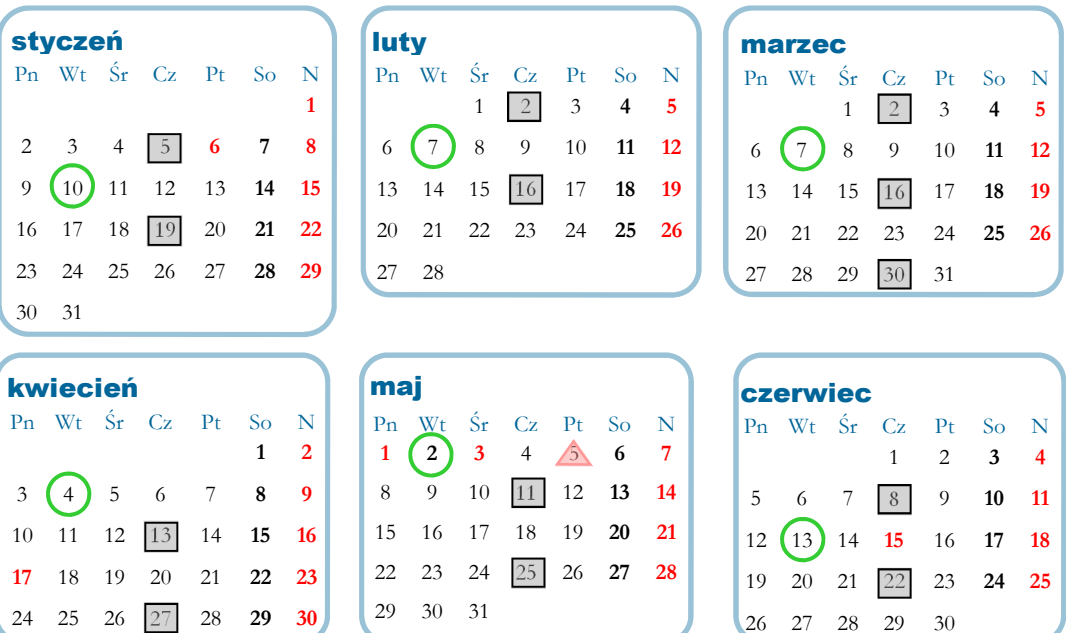 styczeń
Pn Wt Śr Cz Pt So N
1
2 3 4 5 6 7 8
9 10 11 12 13 14 15
16 17 18 19 20 21 22
23 24 25 26 27 28 29
30 31
luty
Pn Wt Śr Cz Pt So N
1 2 3 4 5
6 7 8 9 10 11 12
13 14 15 16 17 18 19
20 21 22 23 24 25 26
27 28
marzec
Pn Wt Śr Cz Pt So N
1 2 3 4 5
6 7 8 9 10 11 12
13 14 15 16 17 18 19
20 21 22 23 24 25 26
27 28 29 30 31
kwiecień
Pn Wt Śr Cz Pt So N
1 2
3 4 5 6 7 8 9
10 11 12 13 14 15 16
17 18 19 20 21 22 23
24 25 26 27 28 29 30
maj
Pn Wt Śr Cz Pt So N
1 2 3 4 5 6 7
8 9 10 11 12 13 14
15 16 17 18 19 20 21
22 23 24 25 26 27 28
29 30 31
czerwiec
Pn Wt Śr Cz Pt So N
1 2 3 4
5 6 7 8 9 10 11
12 13 14 15 16 17 18
19 20 21 22 23 24 25
26 27 28 29 30